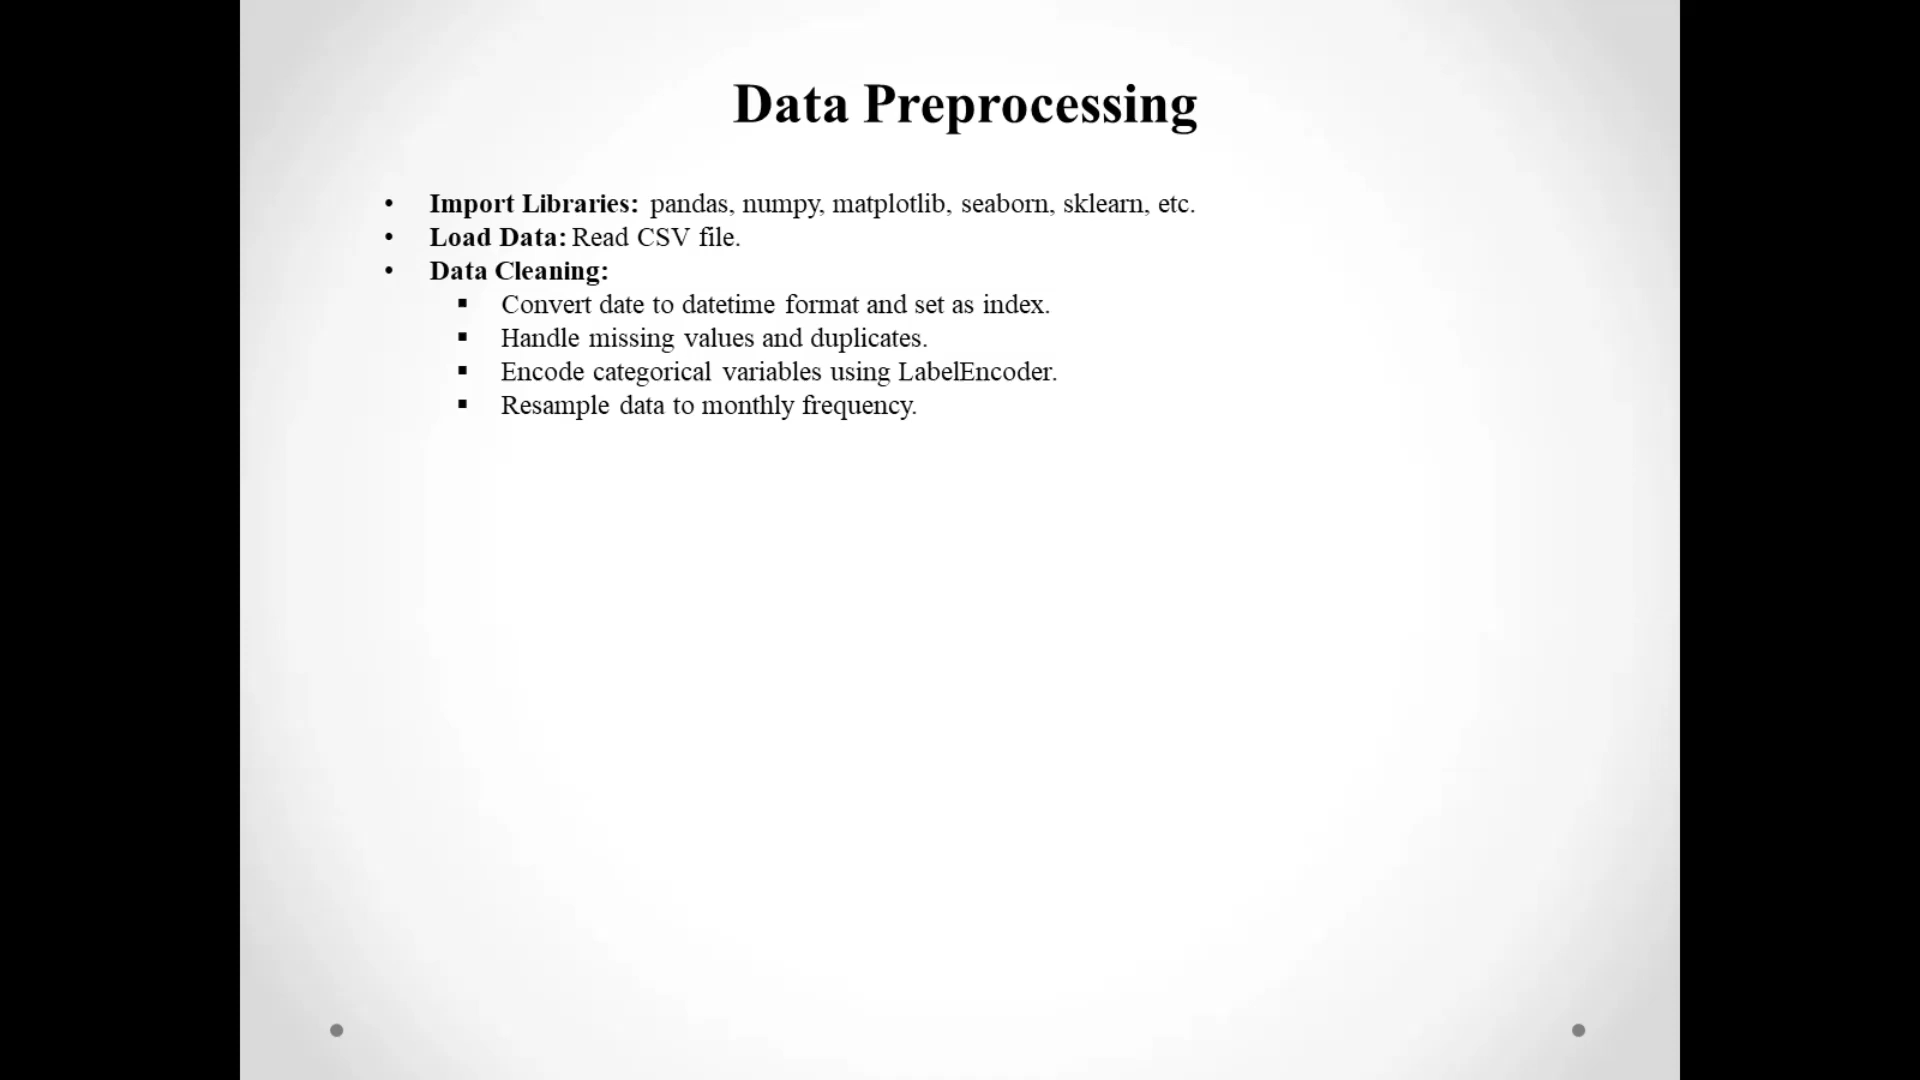 Data Preprocessing
• Import Libraries: pandas, numpy, matplotlib, seaborn, sklearn, etc.
• Load Data: Read CSV file.
• Data Cleaning:
▪ Convert date to datetime format and set as index.
▪ Handle missing values and duplicates.
▪ Encode categorical variables using LabelEncoder.
▪ Resample data to monthly frequency.